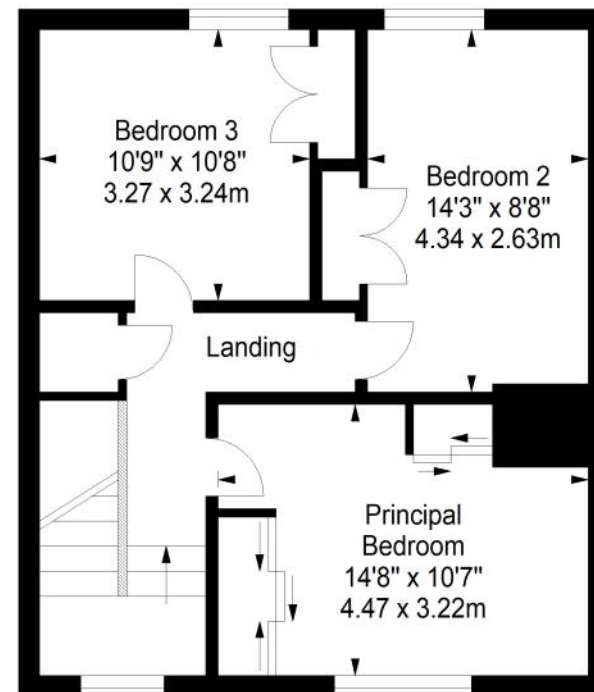 Bedroom 3
10'9" x 10'8"
3.27 x 3.24m
Bedroom 2
14'3" x 8'8"
4.34 x 2.63m
Landing
Principal
Bedroom
14'8" x 10'7"
4.47 x 3.22m